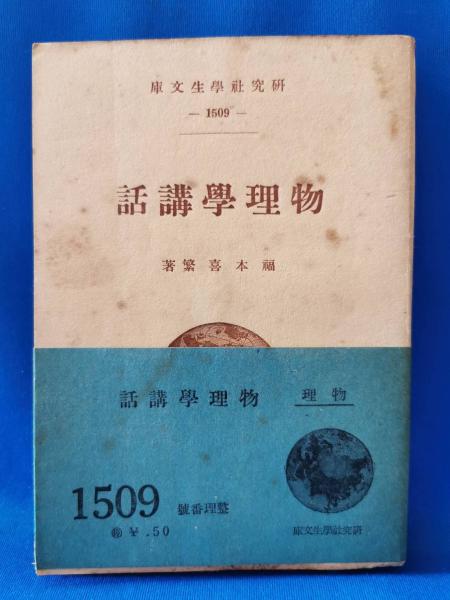 研究社學生文庫
— 1509 —
物理學講話
福本喜繁著
物理學講話
物理
1509
整理番號
¥ .50
研究社學生文庫